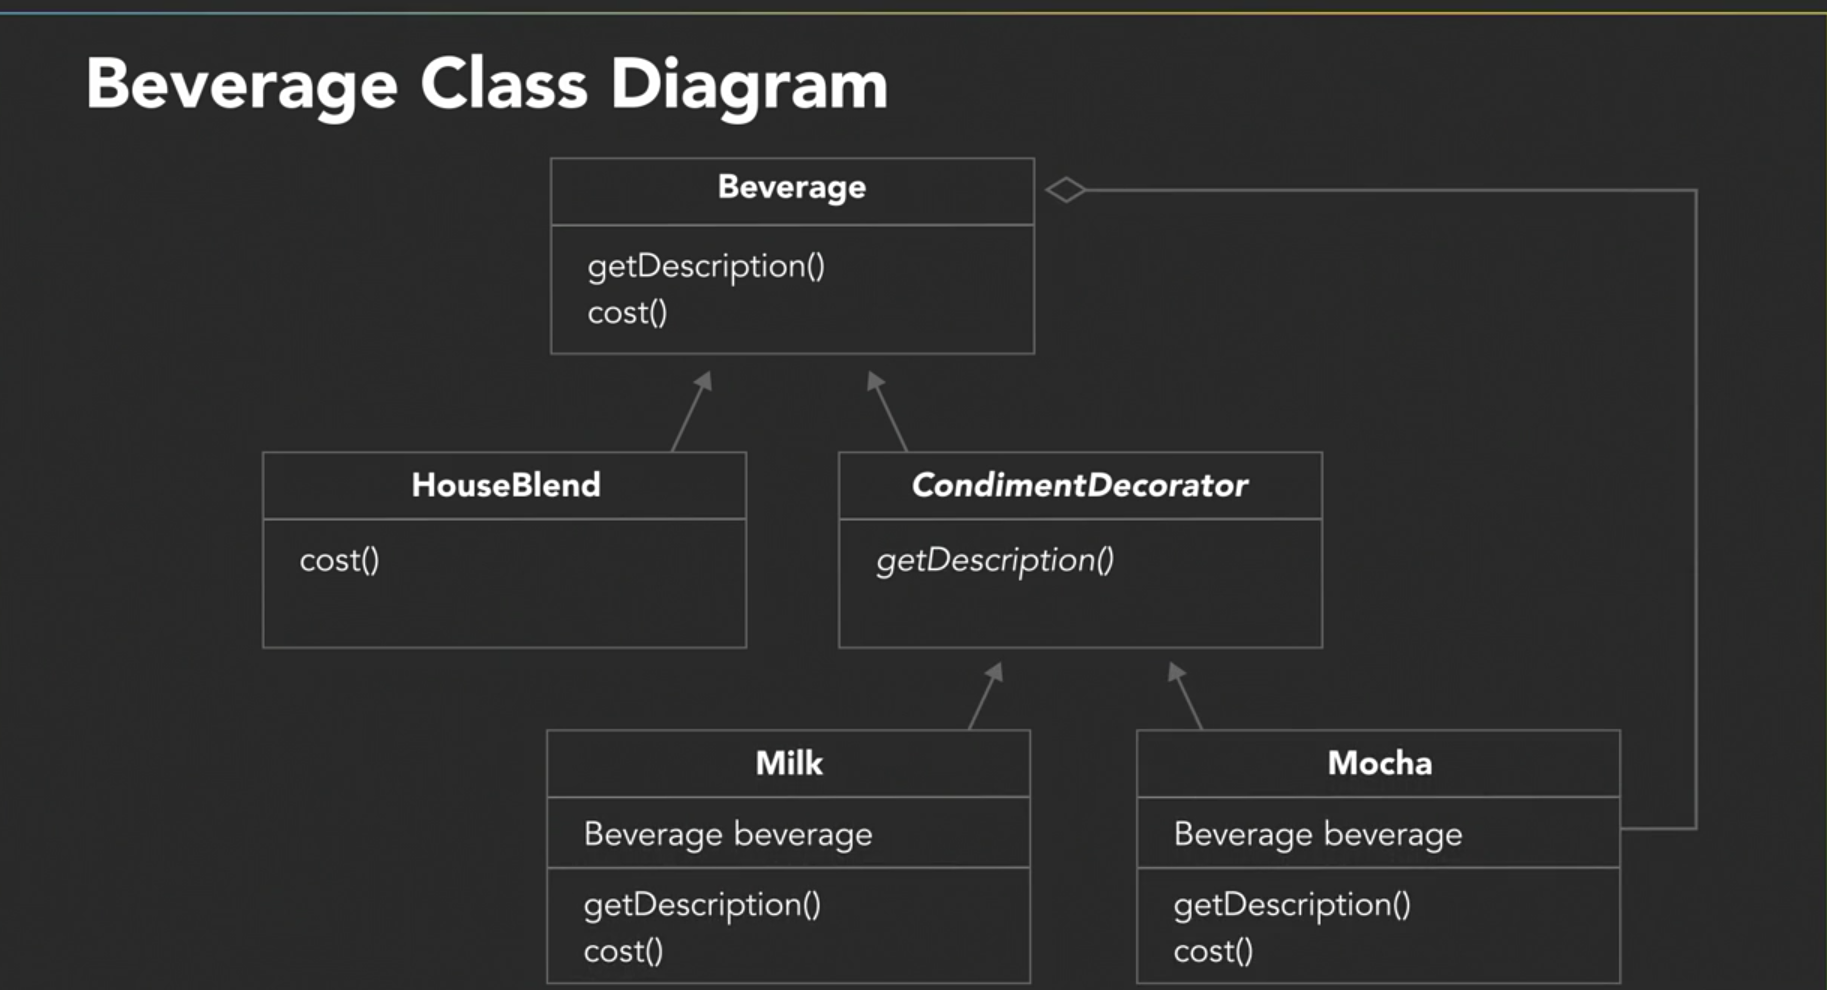 Beverage Class Diagram
Beverage
getDescription()
cost()
HouseBlend
cost()
CondimentDecorator
getDescription()
Milk
Beverage beverage
getDescription()
cost()
Mocha
Beverage beverage
getDescription()
cost()